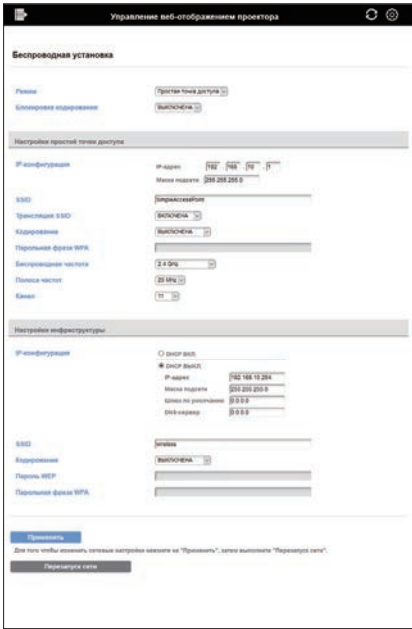 Управление веб-отображением проектора
Беспроводная установка
Режим Простая точка доступа
Блокировка кодирования ВЫКЛЮЧЕНА
Настройки простой точки доступа
IP-конфигурация IP-адрес 192 168 10 1
Маска подсети 255.255.255.0
SSID SimpleAccessPoint
Трансляция SSID ВКЛЮЧЕНА
Кодирование ВЫКЛЮЧЕНА
Парольная фраза WPA
Беспроводная частота 2.4 GHz
Полоса частот 20 MHz
Канал 11
Настройки инфраструктуры
IP-конфигурация DHCP ВКЛ.
DHCP ВЫКЛ.
IP-адрес 192.168.10.254
Маска подсети 255.255.255.0
Шлюз по умолчанию 0.0.0.0
DNS-сервер 0.0.0.0
SSID wireless
Кодирование ВЫКЛЮЧЕНА
Пароль WEP
Парольная фраза WPA
Применить
Для того чтобы изменить сетевые настройки нажмите на "Применить", затем выполните "Перезапуск сети".
Перезапуск сети